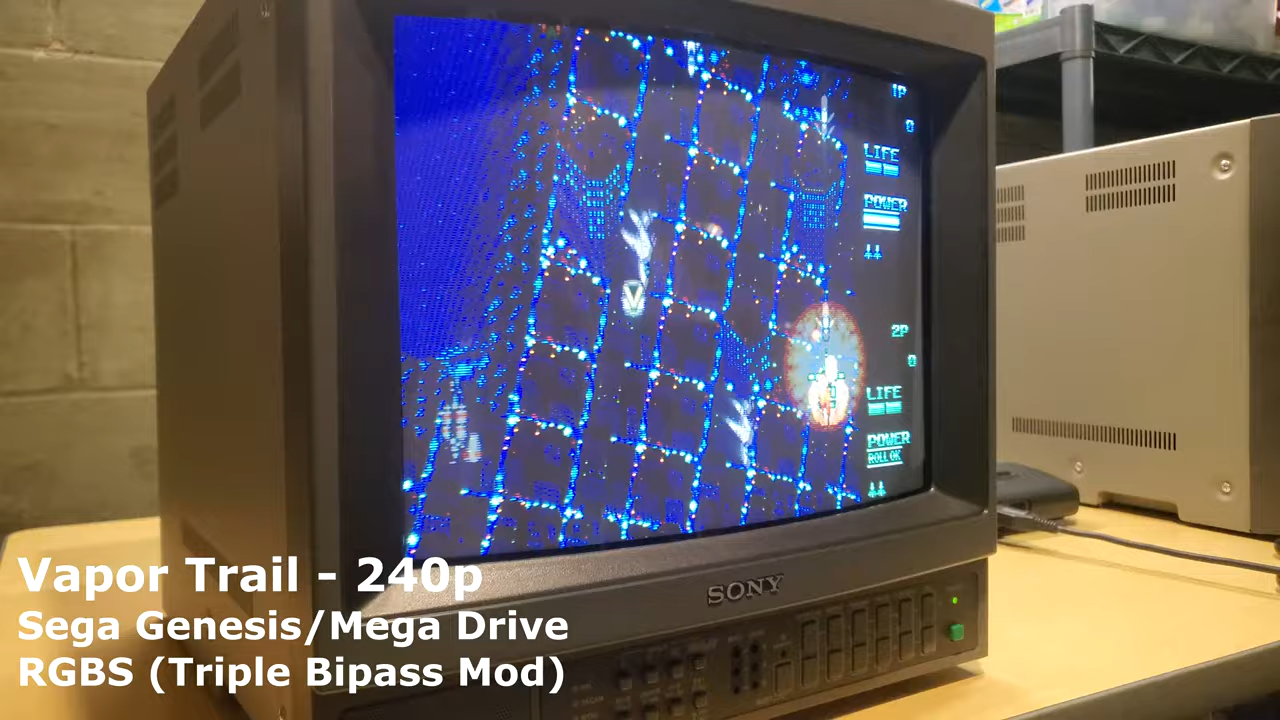 1P
0
LIFE
POWER
V
2P
0
LIFE
POWER
ROLL OK
SONY
Vapor Trail - 240p
Sega Genesis/Mega Drive
RGBS (Triple Bipass Mod)